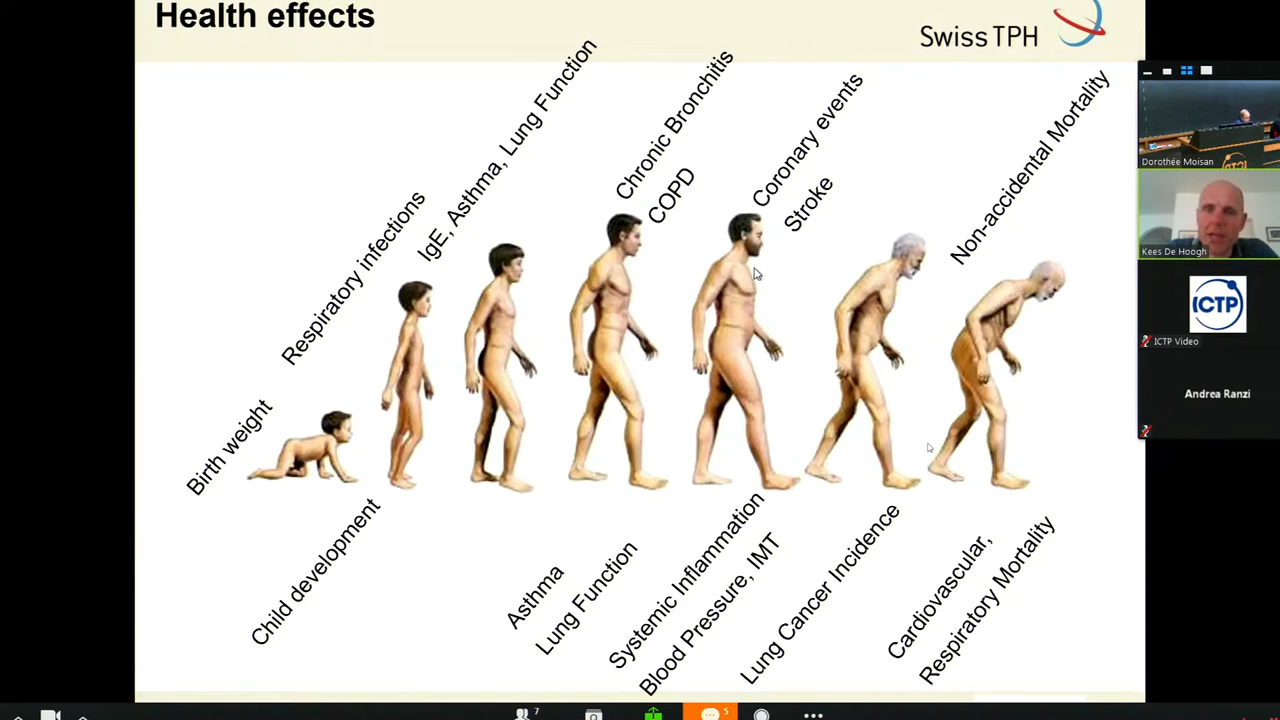 Health effects
Swiss TPH
Birth weight
Respiratory infections
IgE, Asthma, Lung Function
Chronic Bronchitis
COPD
Coronary events
Stroke
Non-accidental Mortality
Child development
Asthma
Lung Function
Systemic Inflammation
Blood Pressure, IMT
Lung Cancer Incidence
Cardiovascular,
Respiratory Mortality
Dorothée Moisan
Kees De Hoogh
ICTP
ICTP Video
Andrea Ranzi
7
5